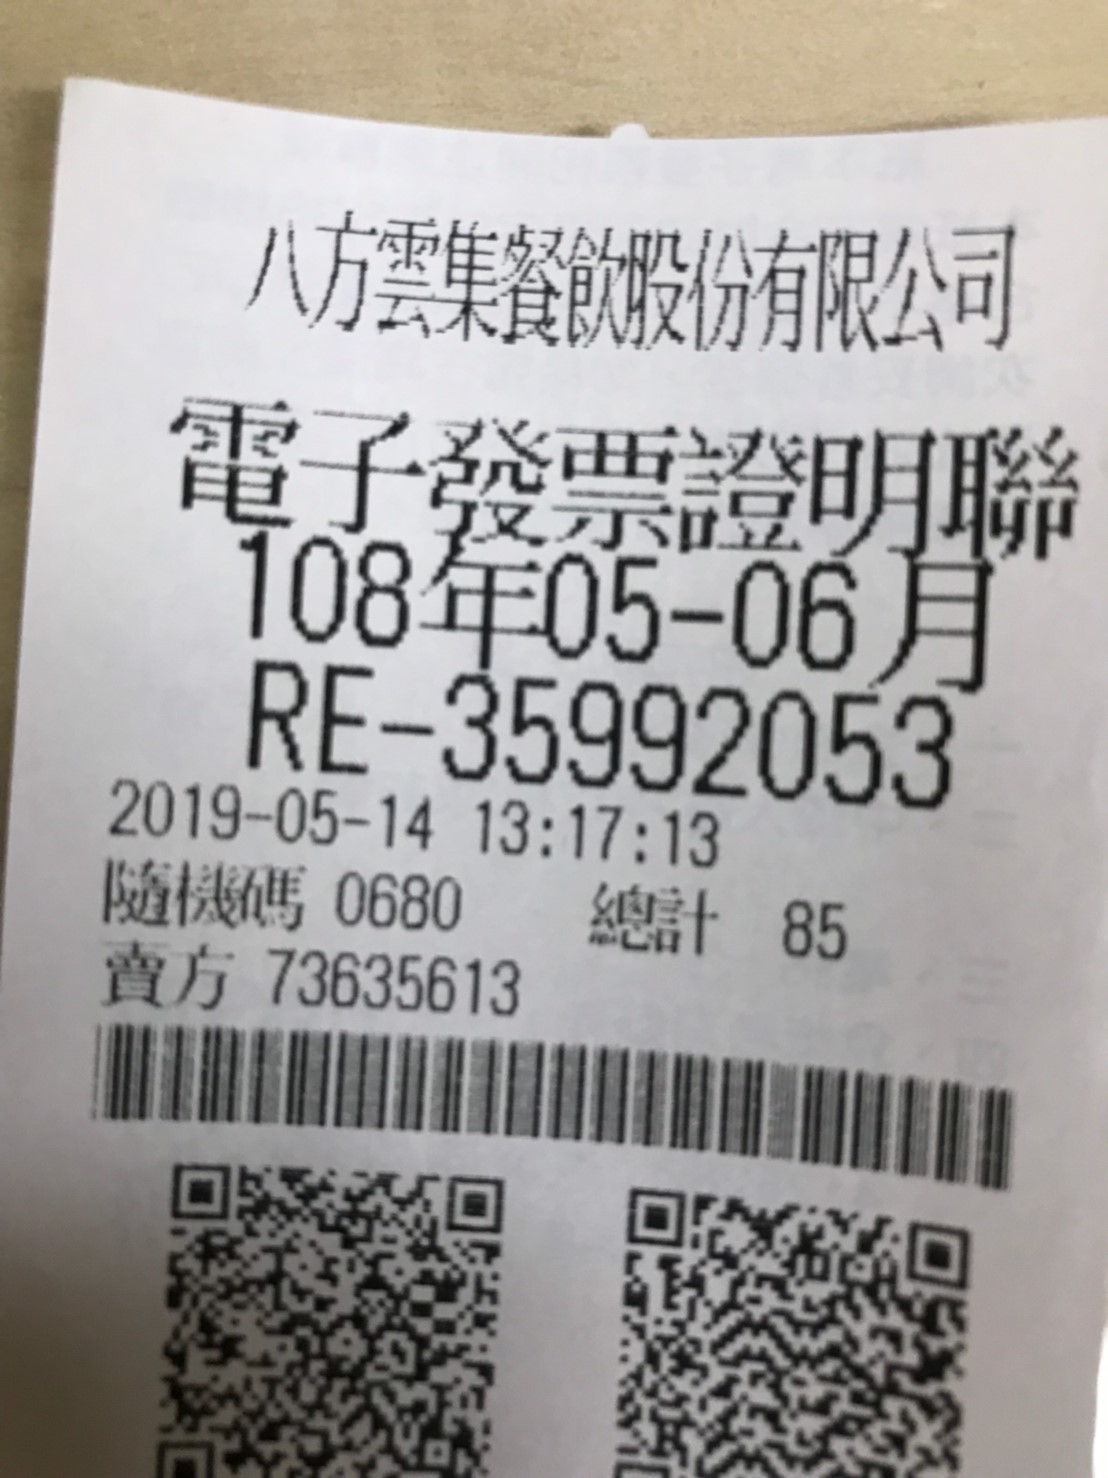 八方雲集餐飲股份有限公司
電子發票證明聯
108年05-06月
RE-35992053
2019-05-14 13:17:13
隨機碼 0680 總計 85
賣方 73635613